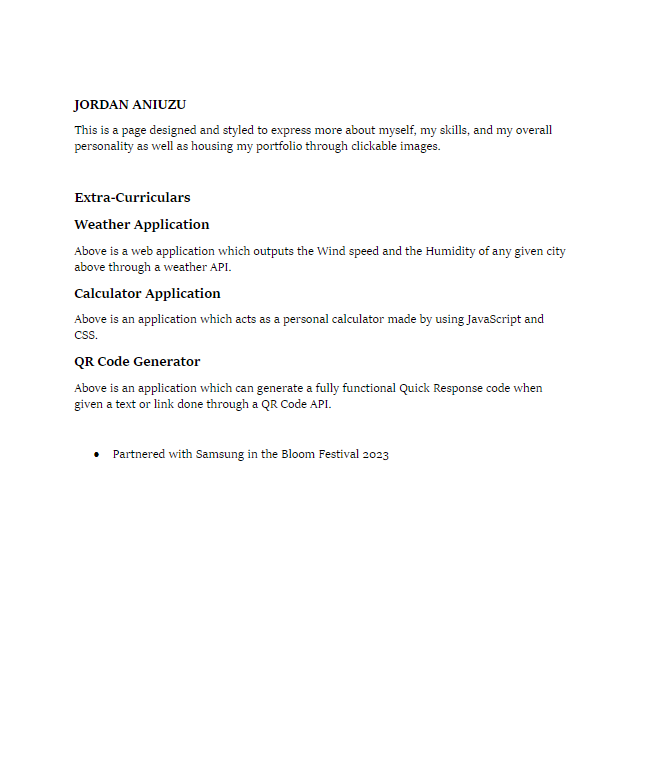 JORDAN ANIUZU
This is a page designed and styled to express more about myself, my skills, and my overall
personality as well as housing my portfolio through clickable images.
Extra-Curriculars
Weather Application
Above is a web application which outputs the Wind speed and the Humidity of any given city
above through a weather API.
Calculator Application
Above is an application which acts as a personal calculator made by using JavaScript and
CSS.
QR Code Generator
Above is an application which can generate a fully functional Quick Response code when
given a text or link done through a QR Code API.
● Partnered with Samsung in the Bloom Festival 2023